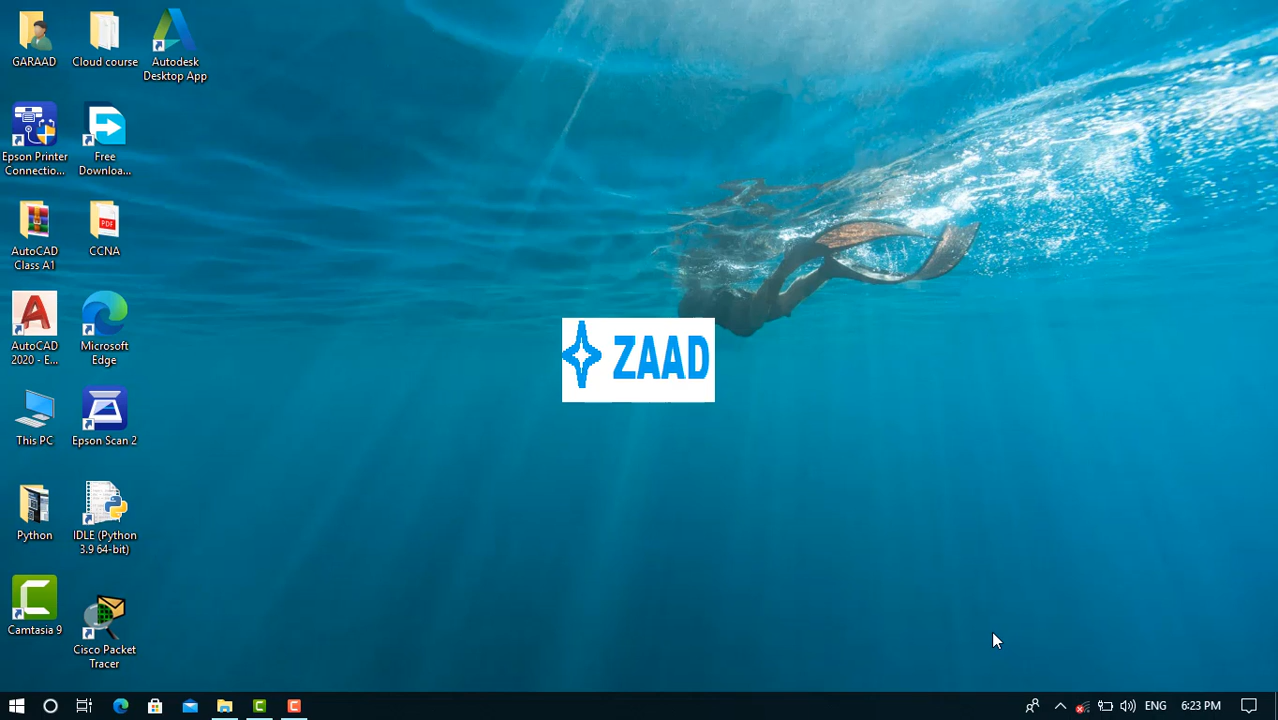 GARAAD
Cloud course
Autodesk
Desktop App
Epson Printer
Connectio...
Free
Downloa...
AutoCAD
Class A1
PDF
CCNA
AutoCAD
2020 - E...
Microsoft
Edge
ZAAD
This PC
Epson Scan 2
Python
IDLE (Python
3.9 64-bit)
Camtasia 9
Cisco Packet
Tracer
ENG
6:23 PM